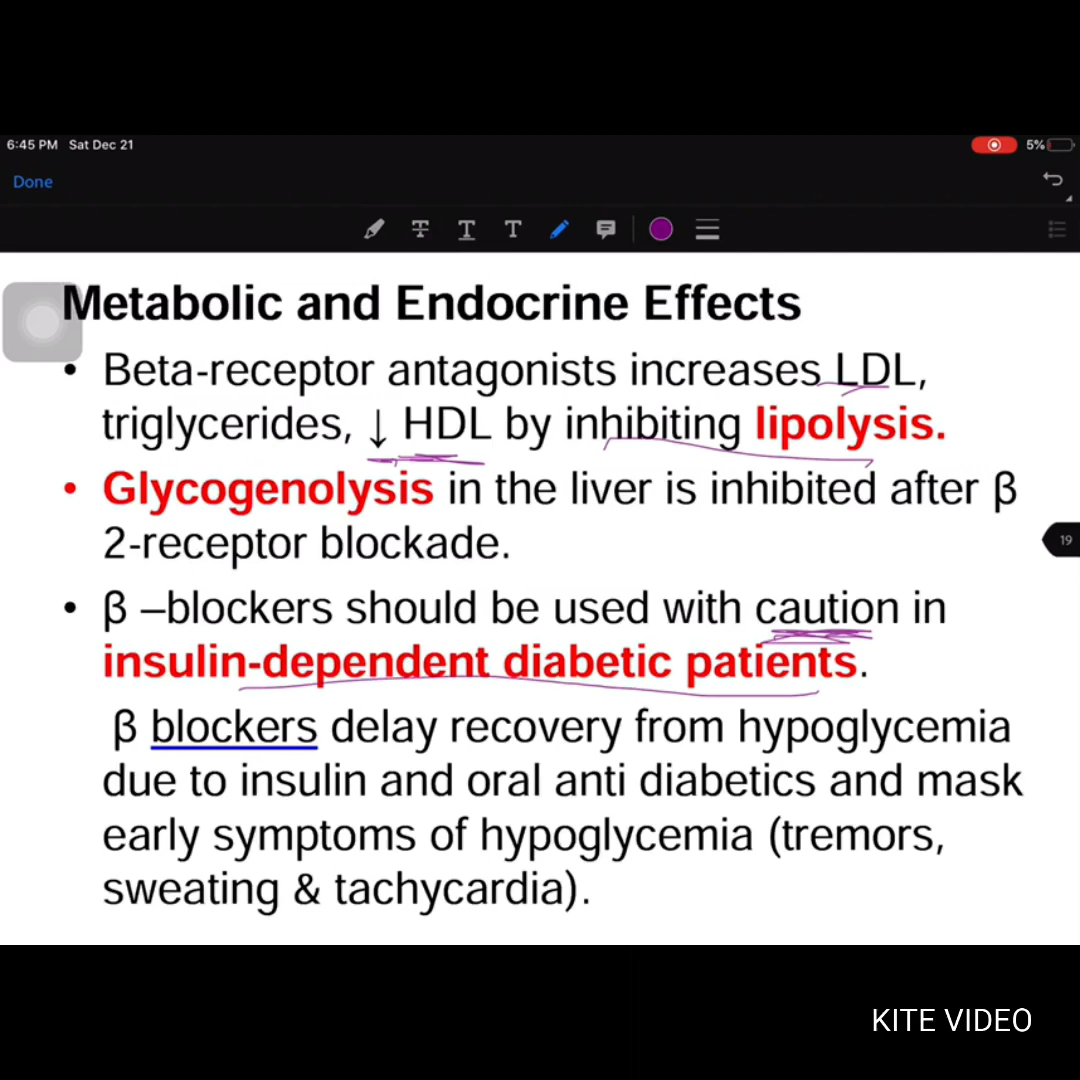 6:45 PM Sat Dec 21
5%
Done
Metabolic and Endocrine Effects
• Beta-receptor antagonists increases LDL,
triglycerides, ↓ HDL by inhibiting lipolysis.
• Glycogenolysis in the liver is inhibited after β
2-receptor blockade.
19
• β –blockers should be used with caution in
insulin-dependent diabetic patients.
β blockers delay recovery from hypoglycemia
due to insulin and oral anti diabetics and mask
early symptoms of hypoglycemia (tremors,
sweating & tachycardia).
KITE VIDEO